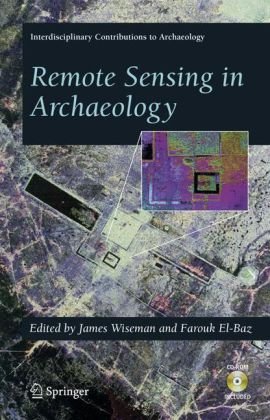 Interdisciplinary Contributions to Archaeology
Remote Sensing in
Archaeology
Edited by James Wiseman and Farouk El-Baz
CD-ROM
INCLUDED
Springer